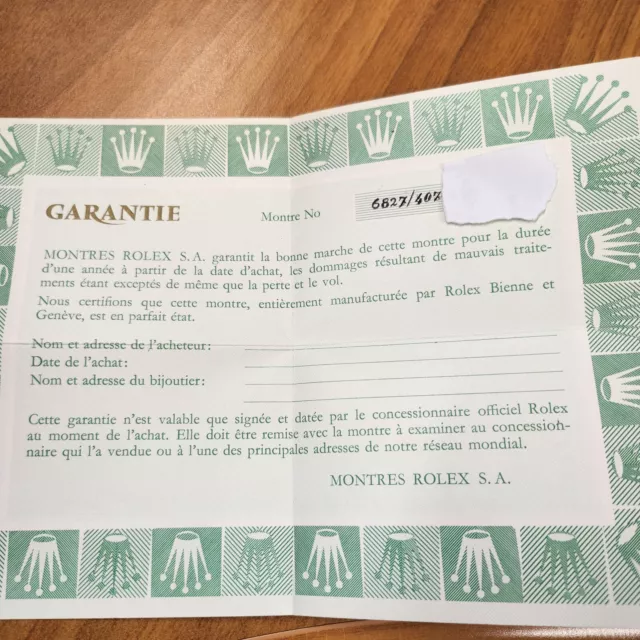 GARANTIE
Montre No 6827/407
MONTRES ROLEX S. A. garantit la bonne marche de cette montre pour la durée
d'une année à partir de la date d'achat, les dommages résultant de mauvais traite-
ments étant exceptés de même que la perte et le vol.
Nous certifions que cette montre, entièrement manufacturée par Rolex Bienne et
Genève, est en parfait état.
Nom et adresse de l'acheteur:
Date de l'achat:
Nom et adresse du bijoutier:
Cette garantie n'est valable que signée et datée par le concessionnaire officiel Rolex
au moment de l'achat. Elle doit être remise avec la montre à examiner au concession-
naire qui l'a vendue ou à l'une des principales adresses de notre réseau mondial.
MONTRES ROLEX S. A.